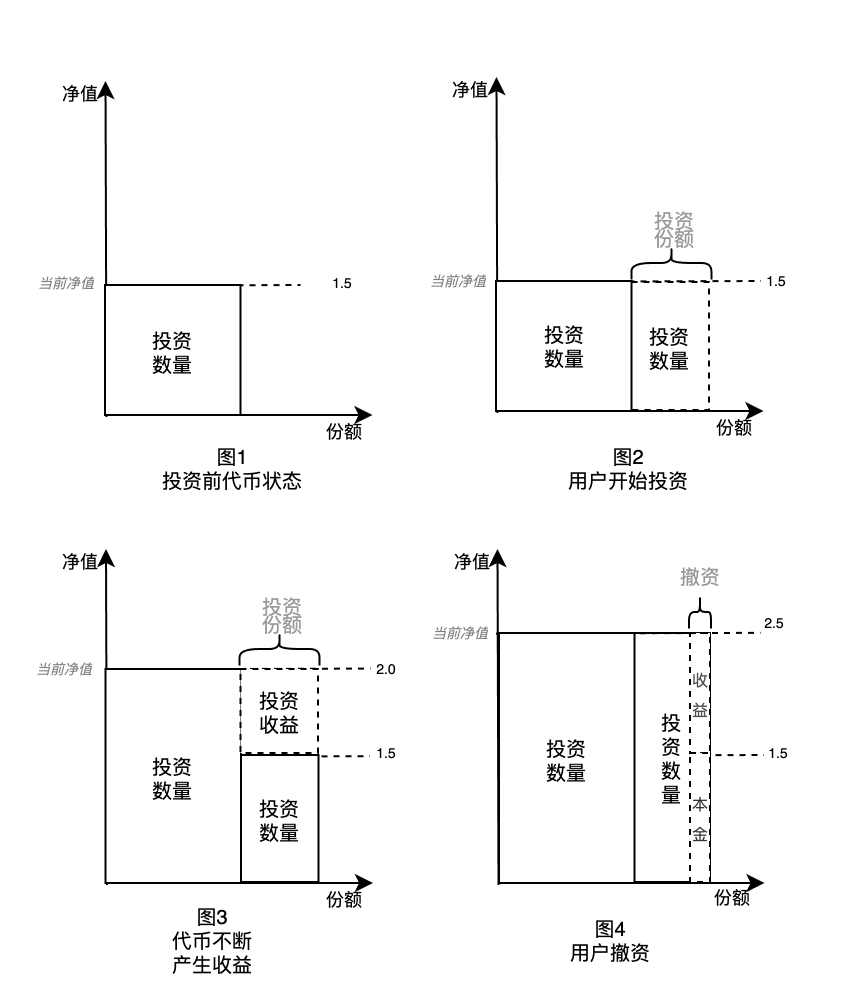 净值
当前净值
1.5
投资
数量
份额
图1
投资前代币状态
净值
投资
份额
当前净值
1.5
投资
数量
投资
数量
份额
图2
用户开始投资
净值
投资
份额
当前净值
2.0
投资
收益
1.5
投资
数量
投资
数量
份额
图3
代币不断
产生收益
净值
撤资
当前净值
2.5
收
益
投
资
数
量
投资
数量
1.5
本
金
份额
图4
用户撤资